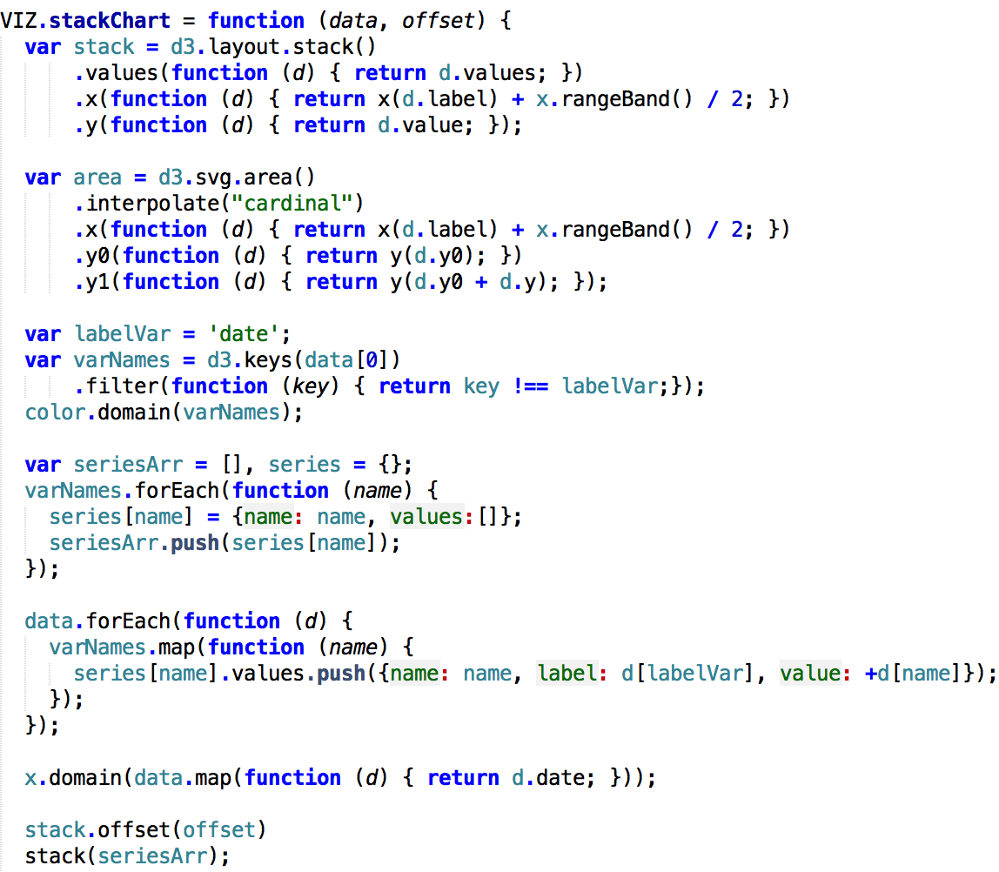 VIZ.stackChart = function (data, offset) {
  var stack = d3.layout.stack()
      .values(function (d) { return d.values; })
      .x(function (d) { return x(d.label) + x.rangeBand() / 2; })
      .y(function (d) { return d.value; });

  var area = d3.svg.area()
      .interpolate("cardinal")
      .x(function (d) { return x(d.label) + x.rangeBand() / 2; })
      .y0(function (d) { return y(d.y0); })
      .y1(function (d) { return y(d.y0 + d.y); });

  var labelVar = 'date';
  var varNames = d3.keys(data[0])
      .filter(function (key) { return key !== labelVar;});
  color.domain(varNames);

  var seriesArr = [], series = {};
  varNames.forEach(function (name) {
    series[name] = {name: name, values:[]};
    seriesArr.push(series[name]);
  });

  data.forEach(function (d) {
    varNames.map(function (name) {
      series[name].values.push({name: name, label: d[labelVar], value: +d[name]});
    });
  });

  x.domain(data.map(function (d) { return d.date; }));

  stack.offset(offset)
  stack(seriesArr);